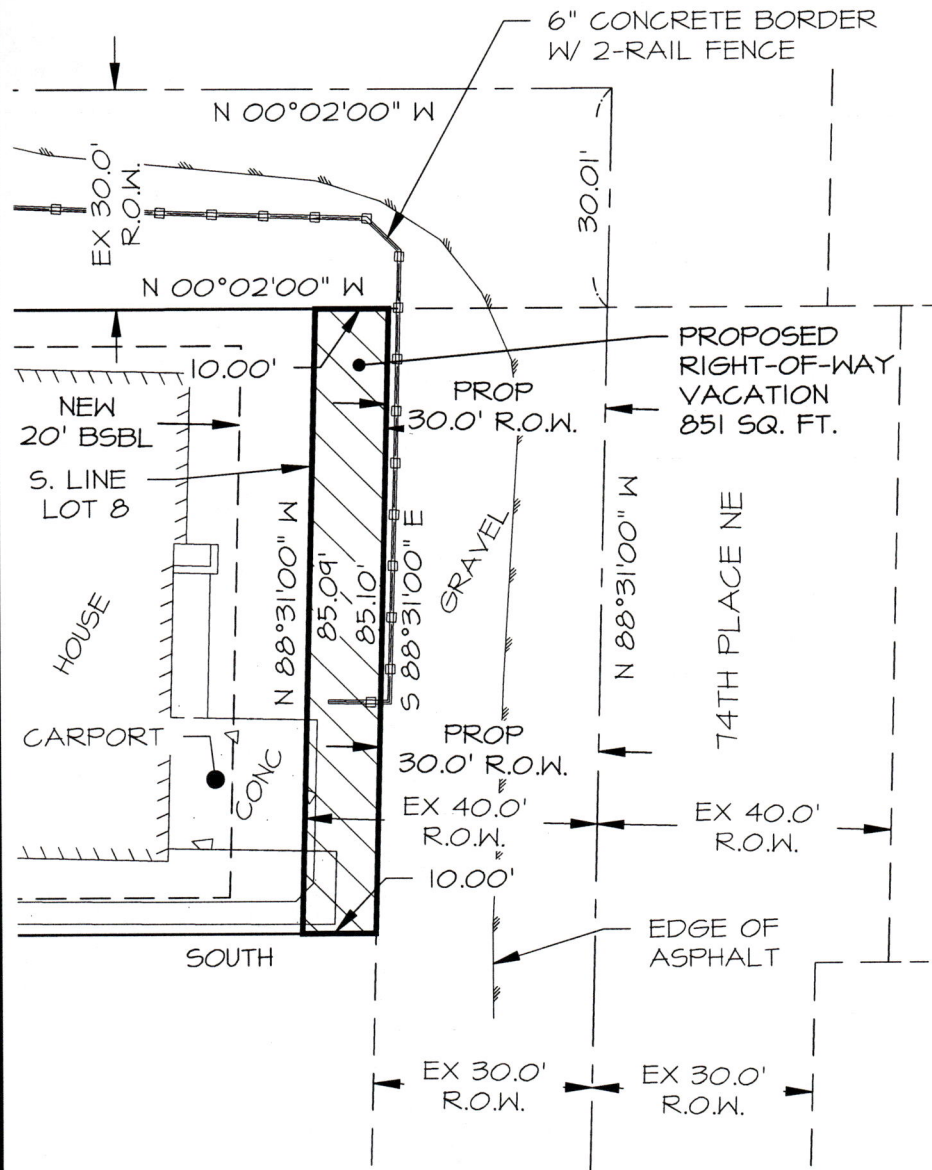 6" CONCRETE BORDER
W/ 2-RAIL FENCE
N 00°02'00" W
EX 30.0'
R.O.W.
30.01'
N 00°02'00" W
10.00'
PROPOSED
RIGHT-OF-WAY
VACATION
851 SQ. FT.
NEW
20' BSBL
PROP
30.0' R.O.W.
S. LINE
LOT 8
N 88°31'00" W
85.09'
85.10'
S 88°31'00" E
GRAVEL
N 88°31'00" W
74TH PLACE NE
HOUSE
CARPORT
CONC
PROP
30.0' R.O.W.
EX 40.0'
R.O.W.
EX 40.0'
R.O.W.
10.00'
SOUTH
EDGE OF
ASPHALT
EX 30.0'
R.O.W.
EX 30.0'
R.O.W.